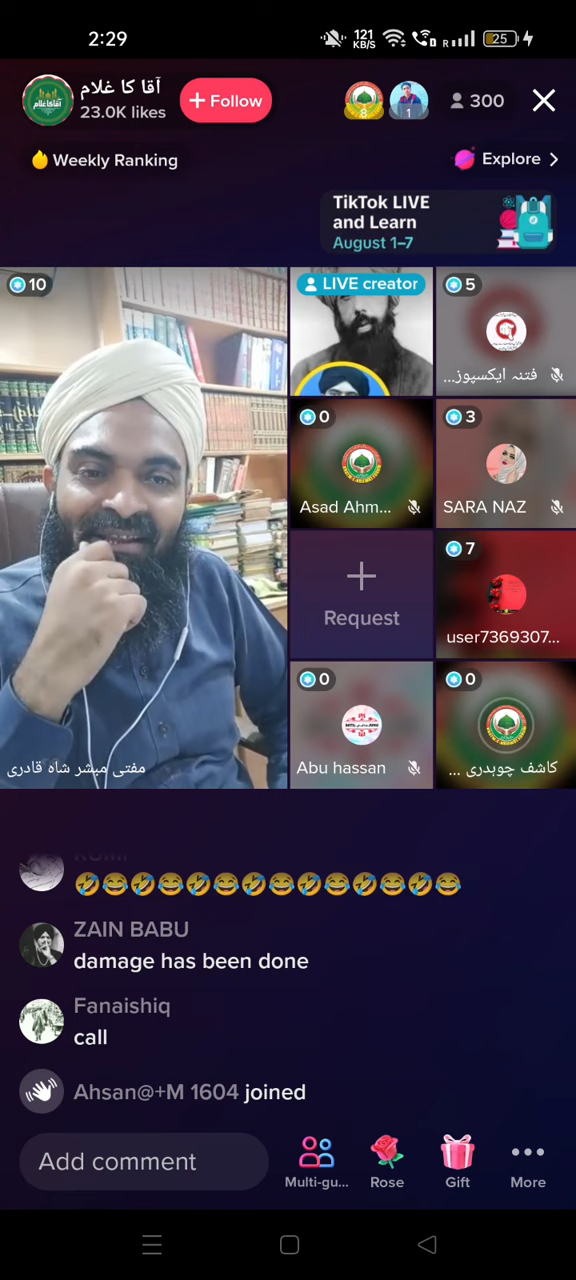 2:29
121
KB/S
R
25
آقا کا غلام
23.0K likes
+ Follow
8
1
300
Weekly Ranking
Explore
TikTok LIVE
and Learn
August 1–7
10
LIVE creator
5
فتنہ ایکسپوز...
0
Asad Ahm...
3
SARA NAZ
Request
7
user7369307...
مفتی مبشر شاہ قادری
0
Abu hassan
0
کاشف چوہدری ...
🤣😂🤣😂🤣😂🤣😂🤣😂🤣😂🤣😂
ZAIN BABU
damage has been done
Fanaishiq
call
Ahsan@+M 1604 joined
Add comment
Multi-gu...
Rose
Gift
More